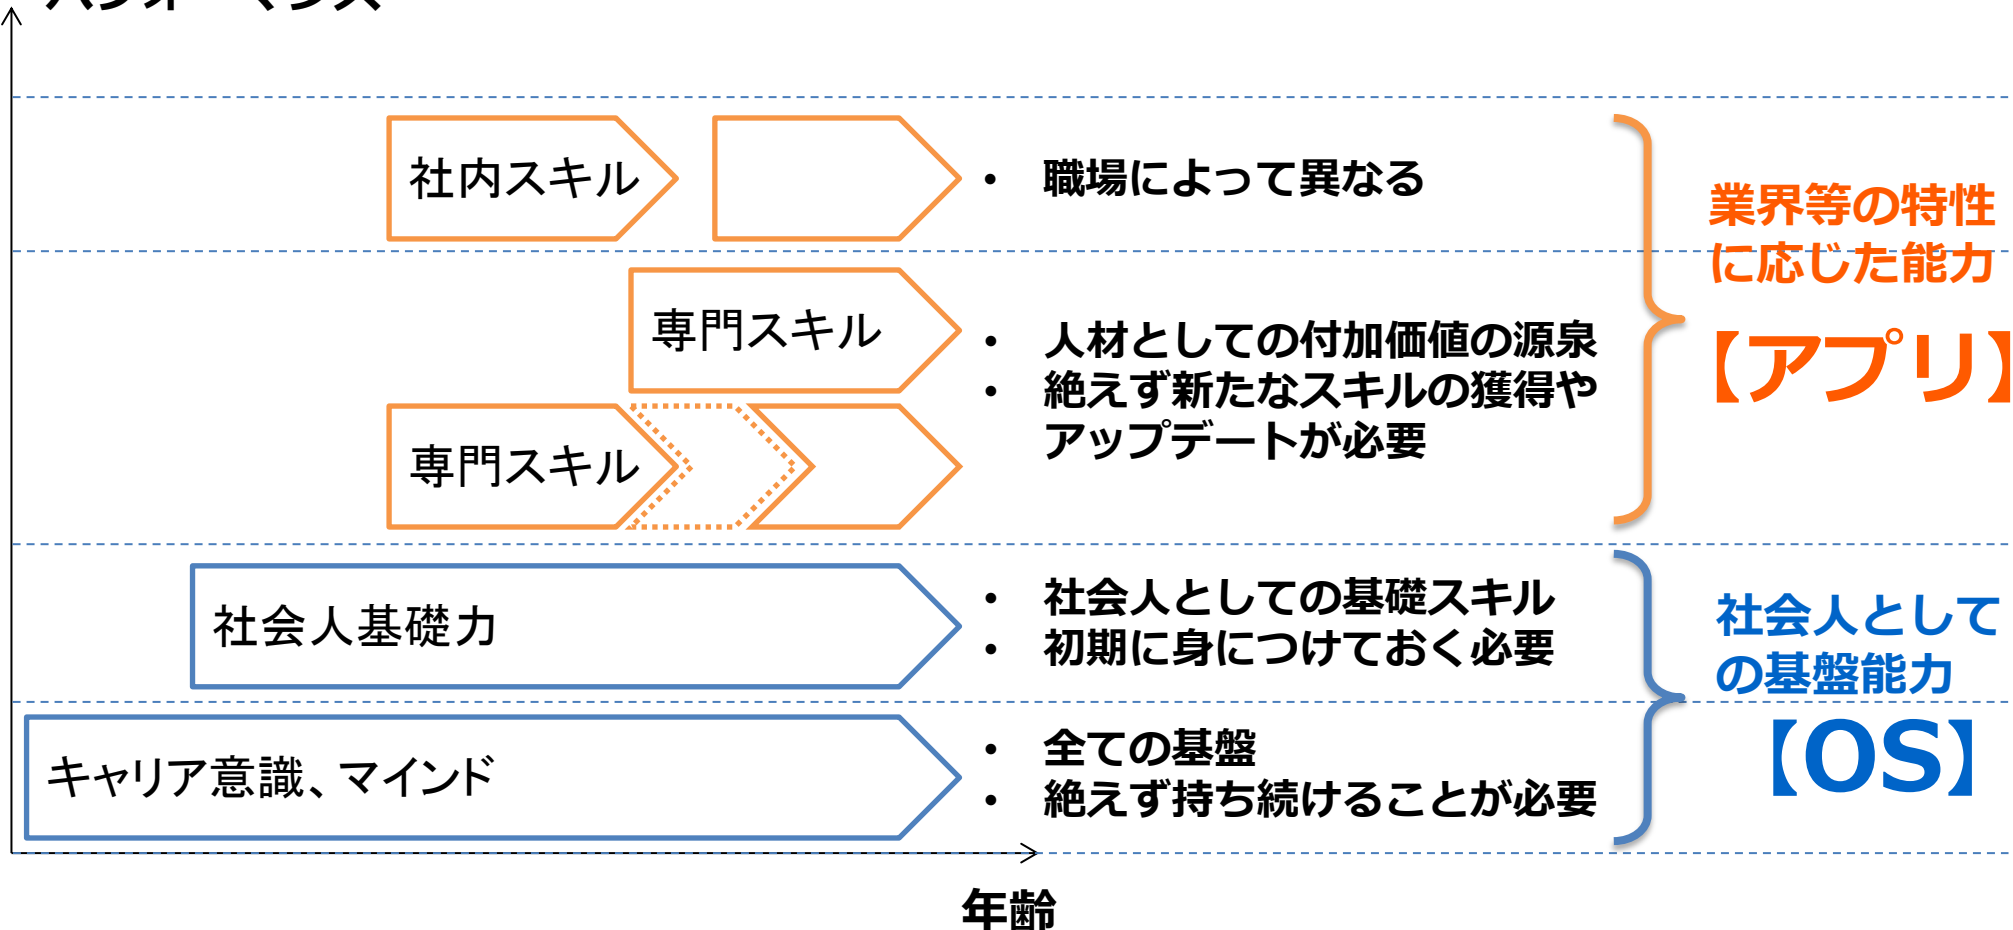 社内スキル
• 職場によって異なる
業界等の特性
に応じた能力
【アプリ】
専門スキル
• 人材としての付加価値の源泉
• 絶えず新たなスキルの獲得や
アップデートが必要
専門スキル
社会人基礎力
• 社会人としての基礎スキル
• 初期に身につけておく必要
社会人として
の基盤能力
【OS】
キャリア意識、マインド
• 全ての基盤
• 絶えず持ち続けることが必要
年齢